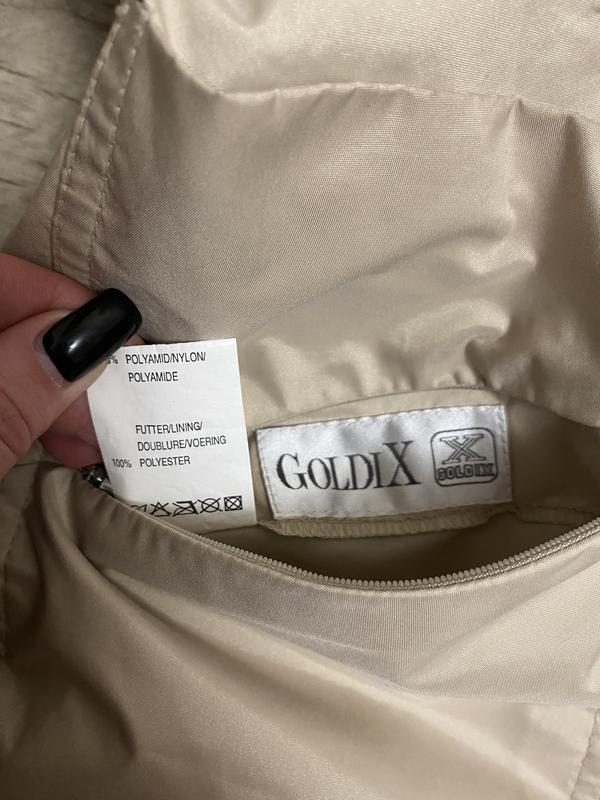 % POLYAMID/NYLON/
POLYAMIDE
FUTTER/LINING/
DOUBLURE/VOERING
100% POLYESTER
GOLDIX
X
GOLDIX